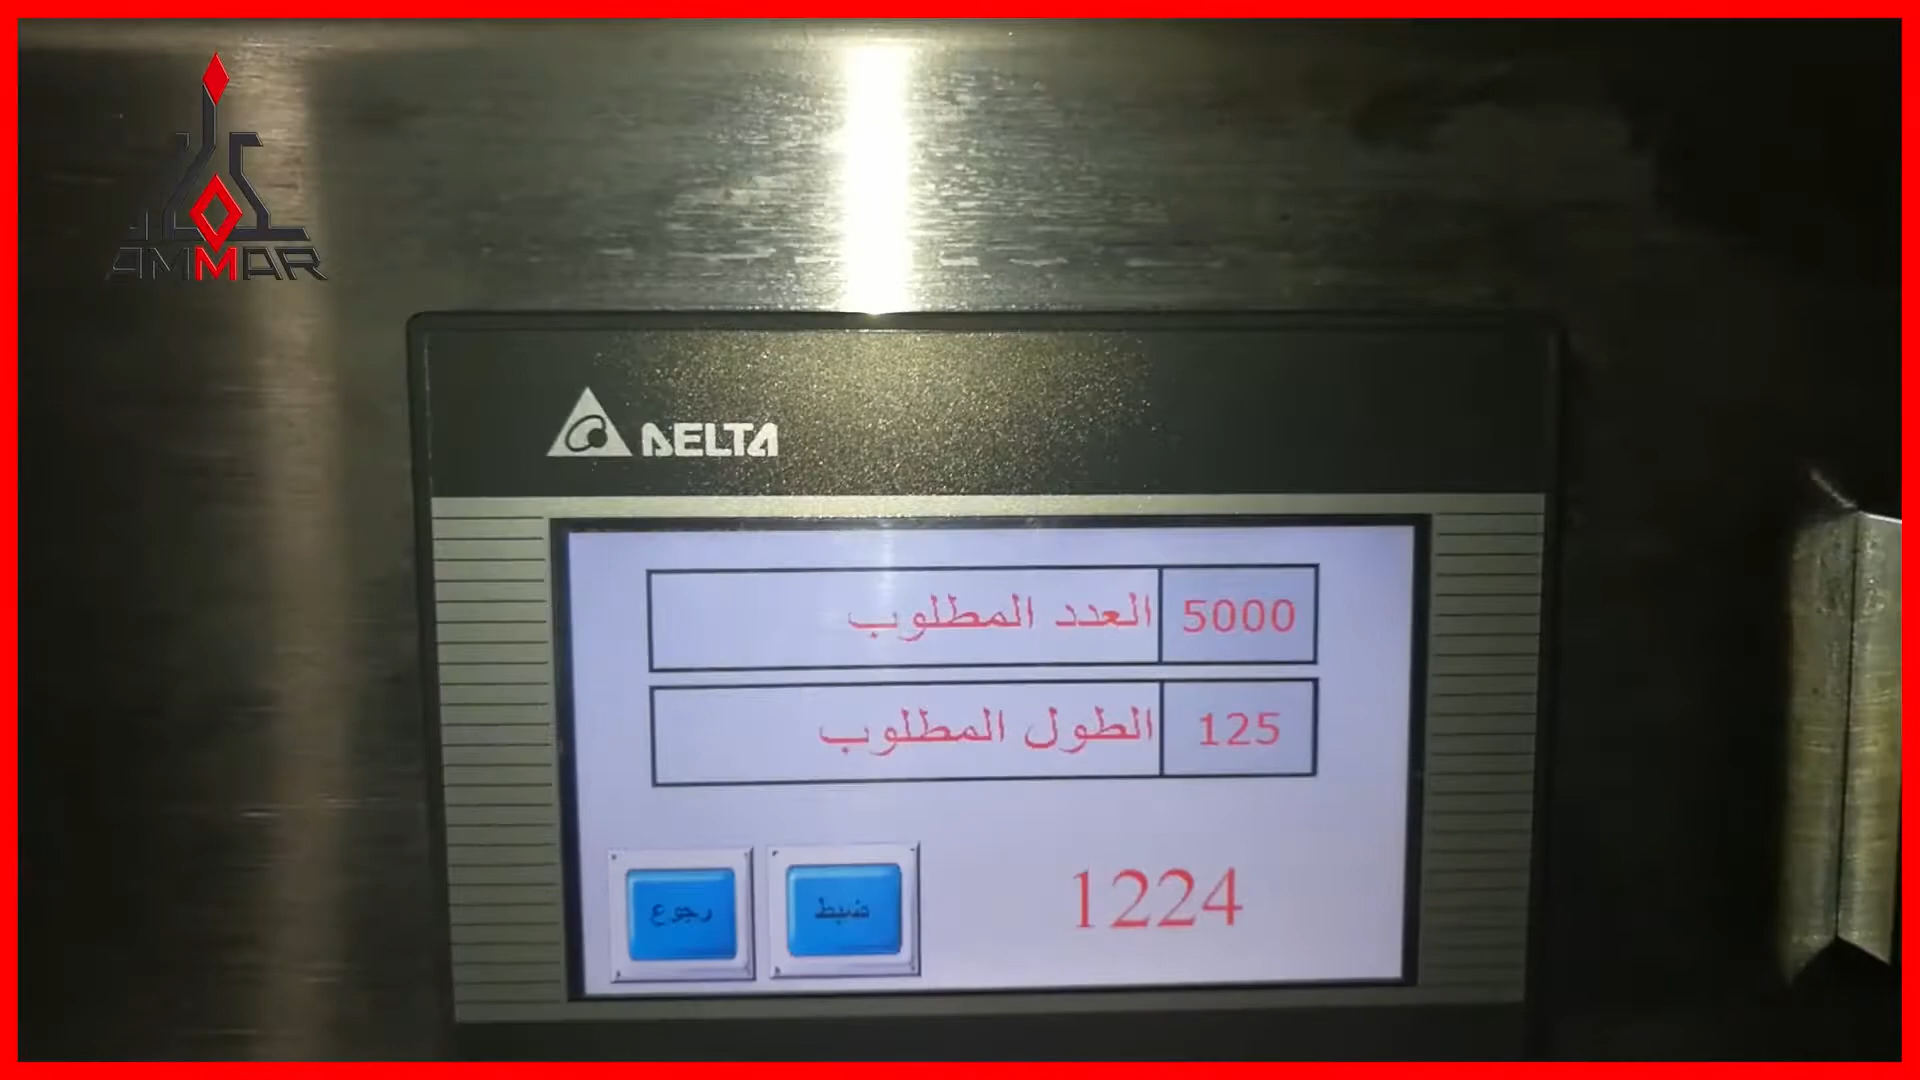 AMMAR
DELTA
العدد المطلوب 5000
الطول المطلوب 125
1224
ضبط
رجوع